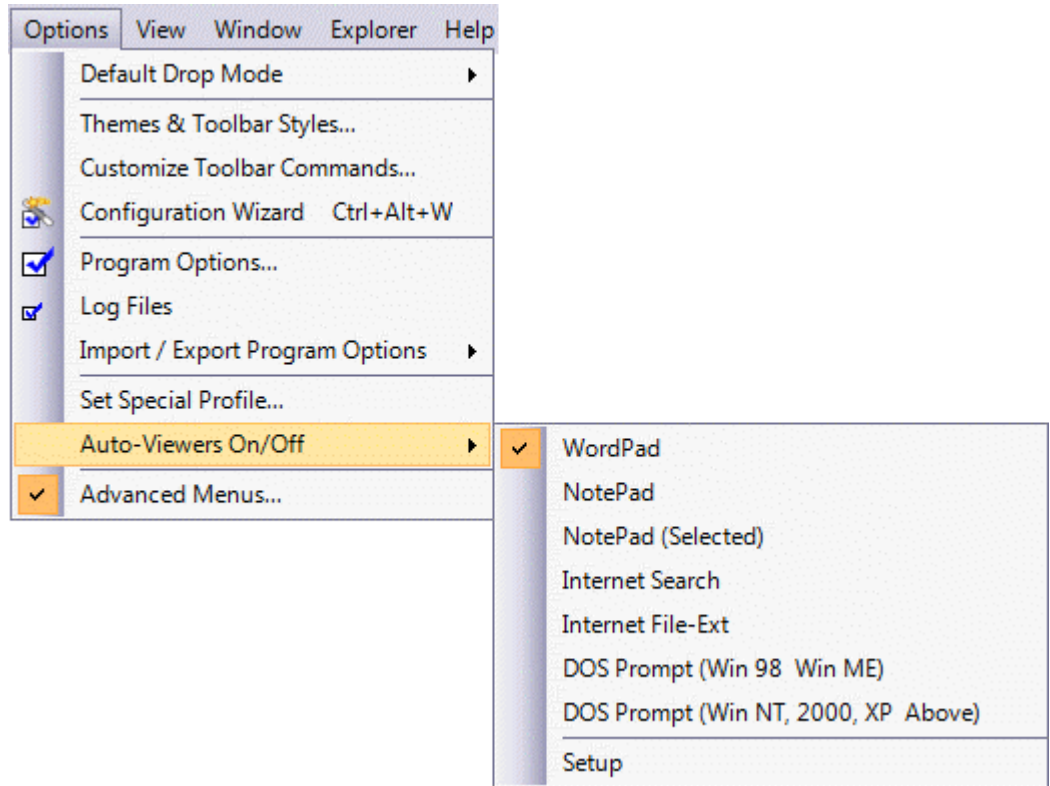 Options View Window Explorer Help
Default Drop Mode
Themes & Toolbar Styles...
Customize Toolbar Commands...
Configuration Wizard Ctrl+Alt+W
Program Options...
Log Files
Import / Export Program Options
Set Special Profile...
Auto-Viewers On/Off
Advanced Menus...
WordPad
NotePad
NotePad (Selected)
Internet Search
Internet File-Ext
DOS Prompt (Win 98 Win ME)
DOS Prompt (Win NT, 2000, XP Above)
Setup